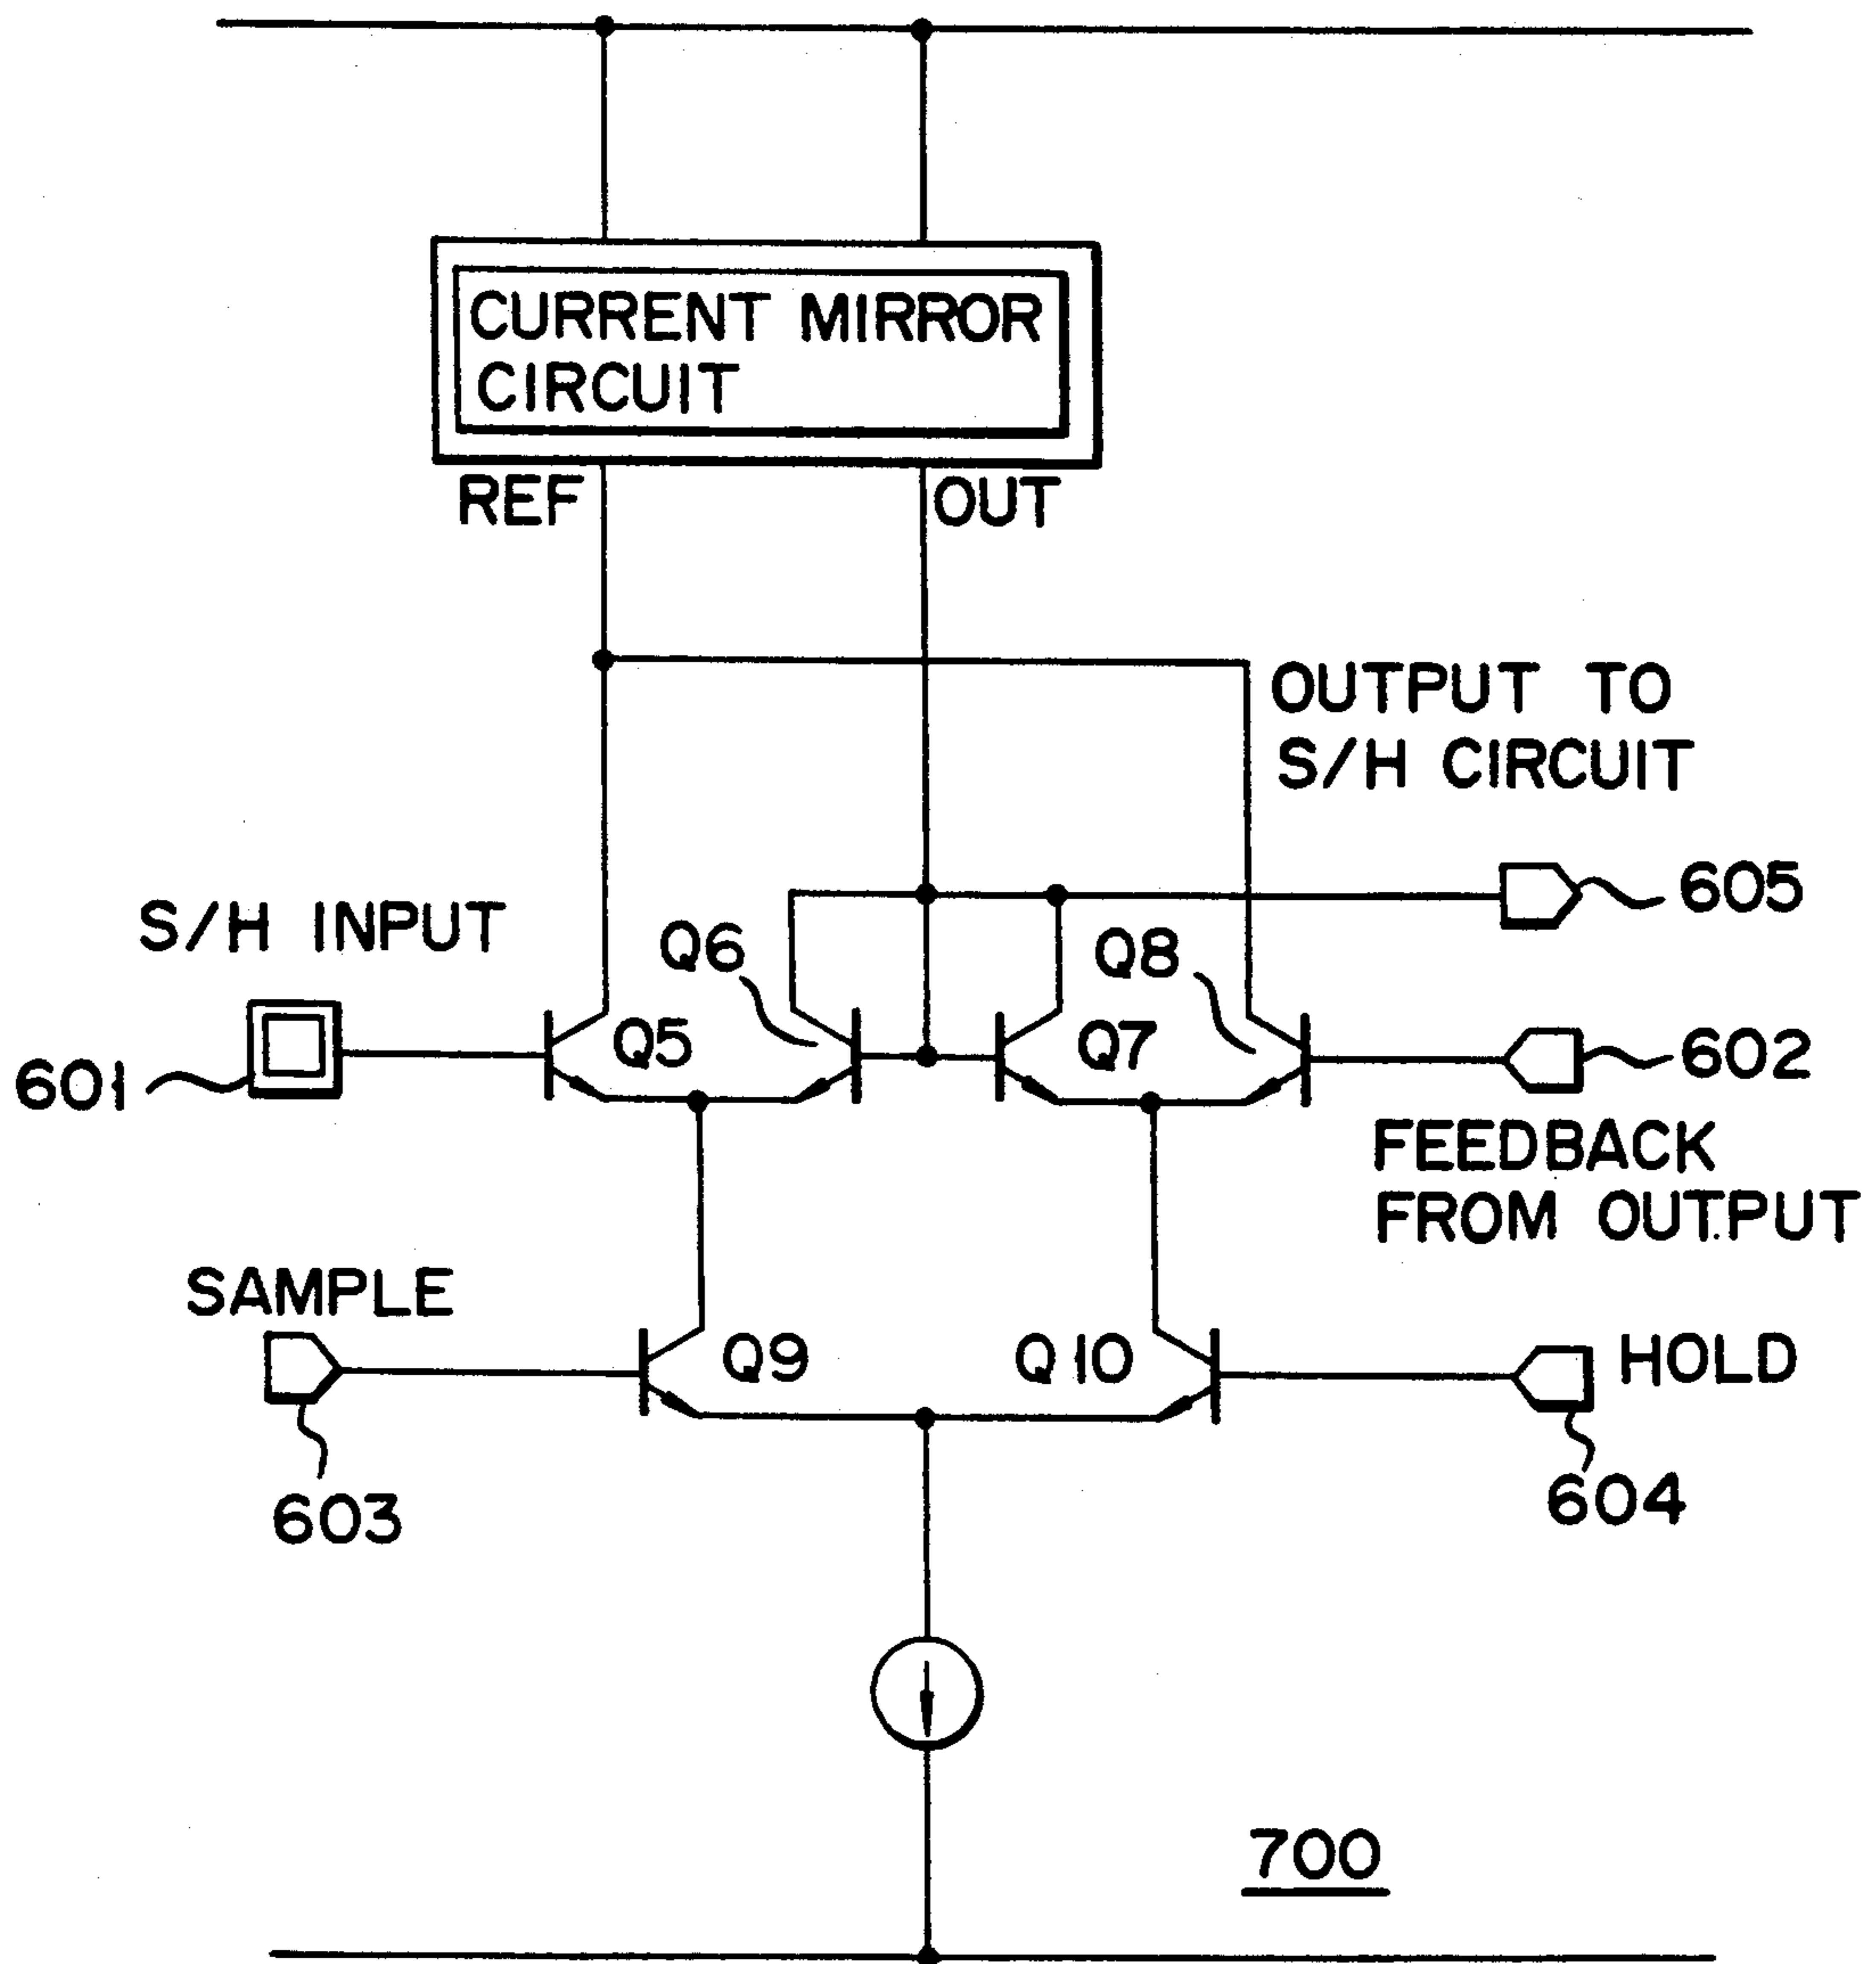 CURRENT MIRROR
CIRCUIT
REF
OUT
OUTPUT TO
S/H CIRCUIT
605
S/H INPUT
Q6
Q8
601
Q5
Q7
602
FEEDBACK
FROM OUTPUT
SAMPLE
Q9
Q10
HOLD
603
604
700